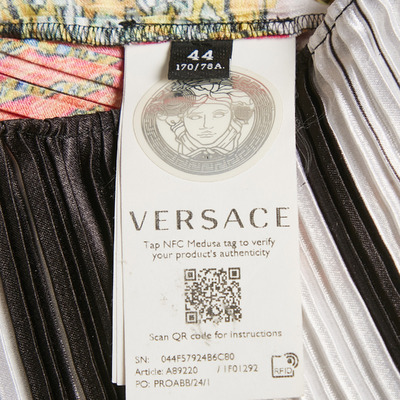 44
170/78A.
VERSACE
Tap NFC Medusa tag to verify
your product's authenticity
Scan QR code for Instructions
SN: 044F57924B6C80
Article: A89220 /1F01292
PO: PROABB/24/1
RFID